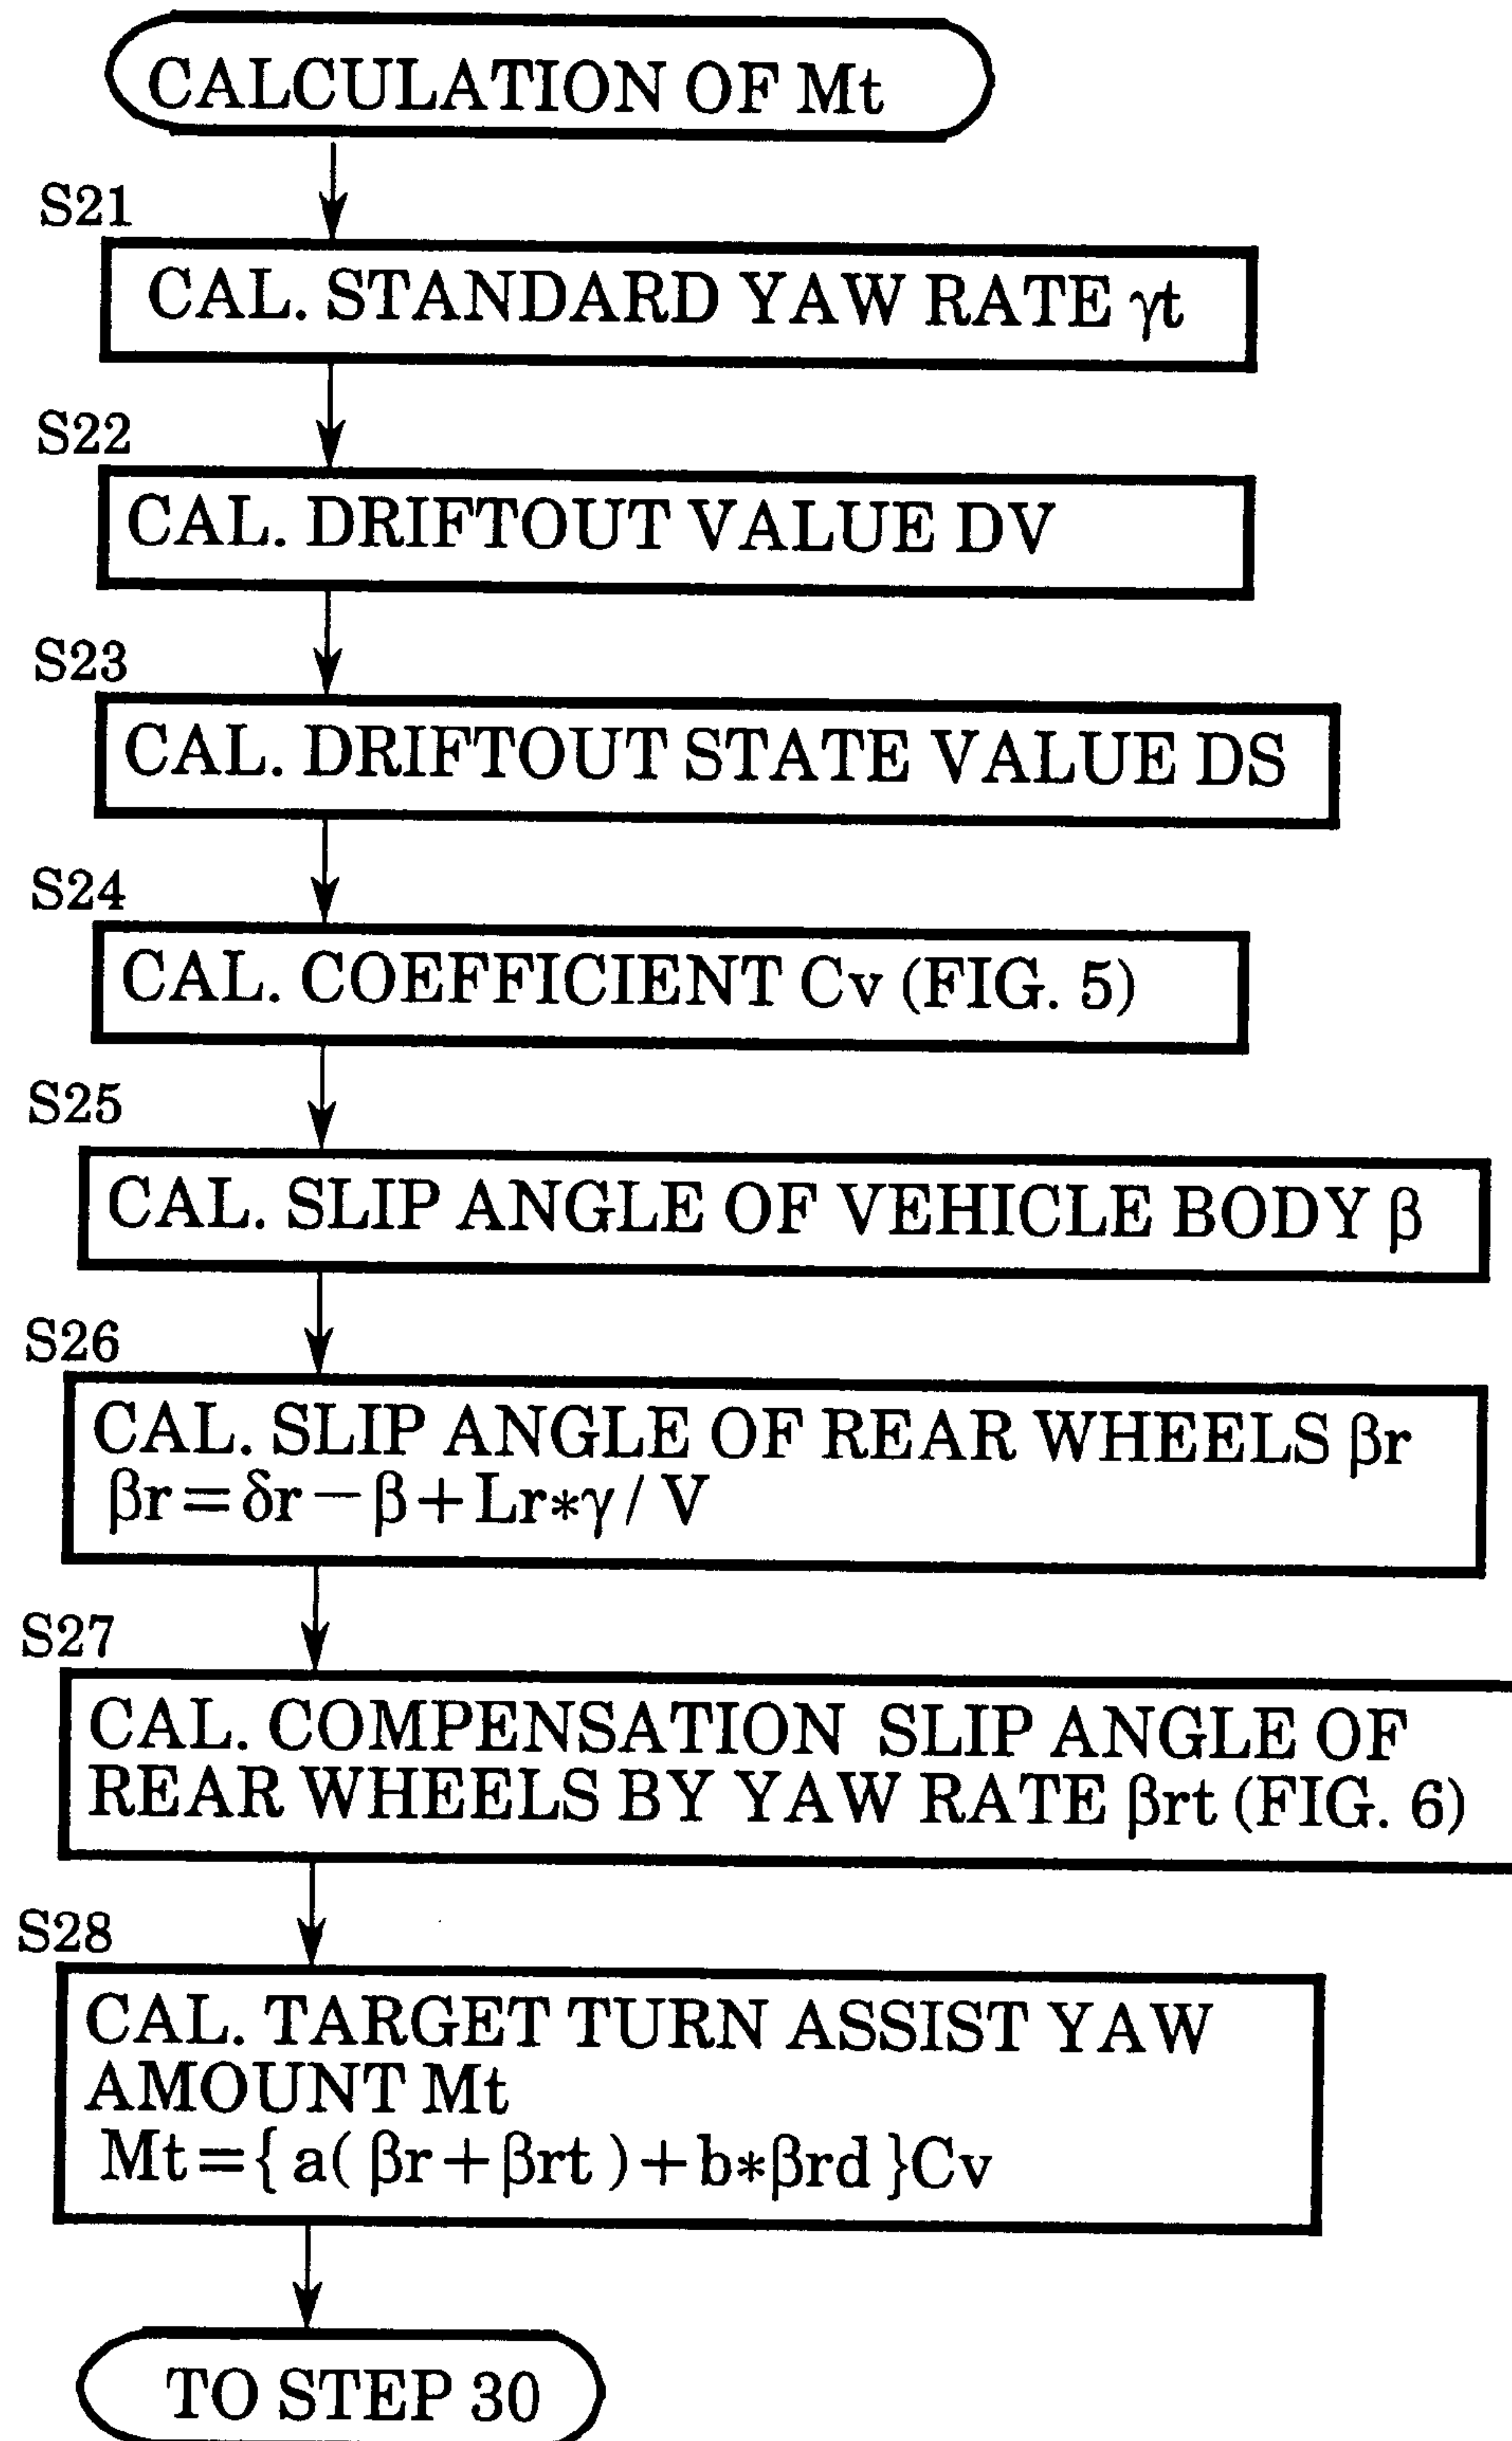 CALCULATION OF Mt
S21
CAL. STANDARD YAW RATE γt
S22
CAL. DRIFTOUT VALUE DV
S23
CAL. DRIFTOUT STATE VALUE DS
S24
CAL. COEFFICIENT Cv (FIG. 5)
S25
CAL. SLIP ANGLE OF VEHICLE BODY β
S26
CAL. SLIP ANGLE OF REAR WHEELS βr
βr=δr−β+Lr*γ/V
S27
CAL. COMPENSATION SLIP ANGLE OF
REAR WHEELS BY YAW RATE βrt (FIG. 6)
S28
CAL. TARGET TURN ASSIST YAW
AMOUNT Mt
Mt={a(βr+βrt)+b*βrd}Cv
TO STEP 30